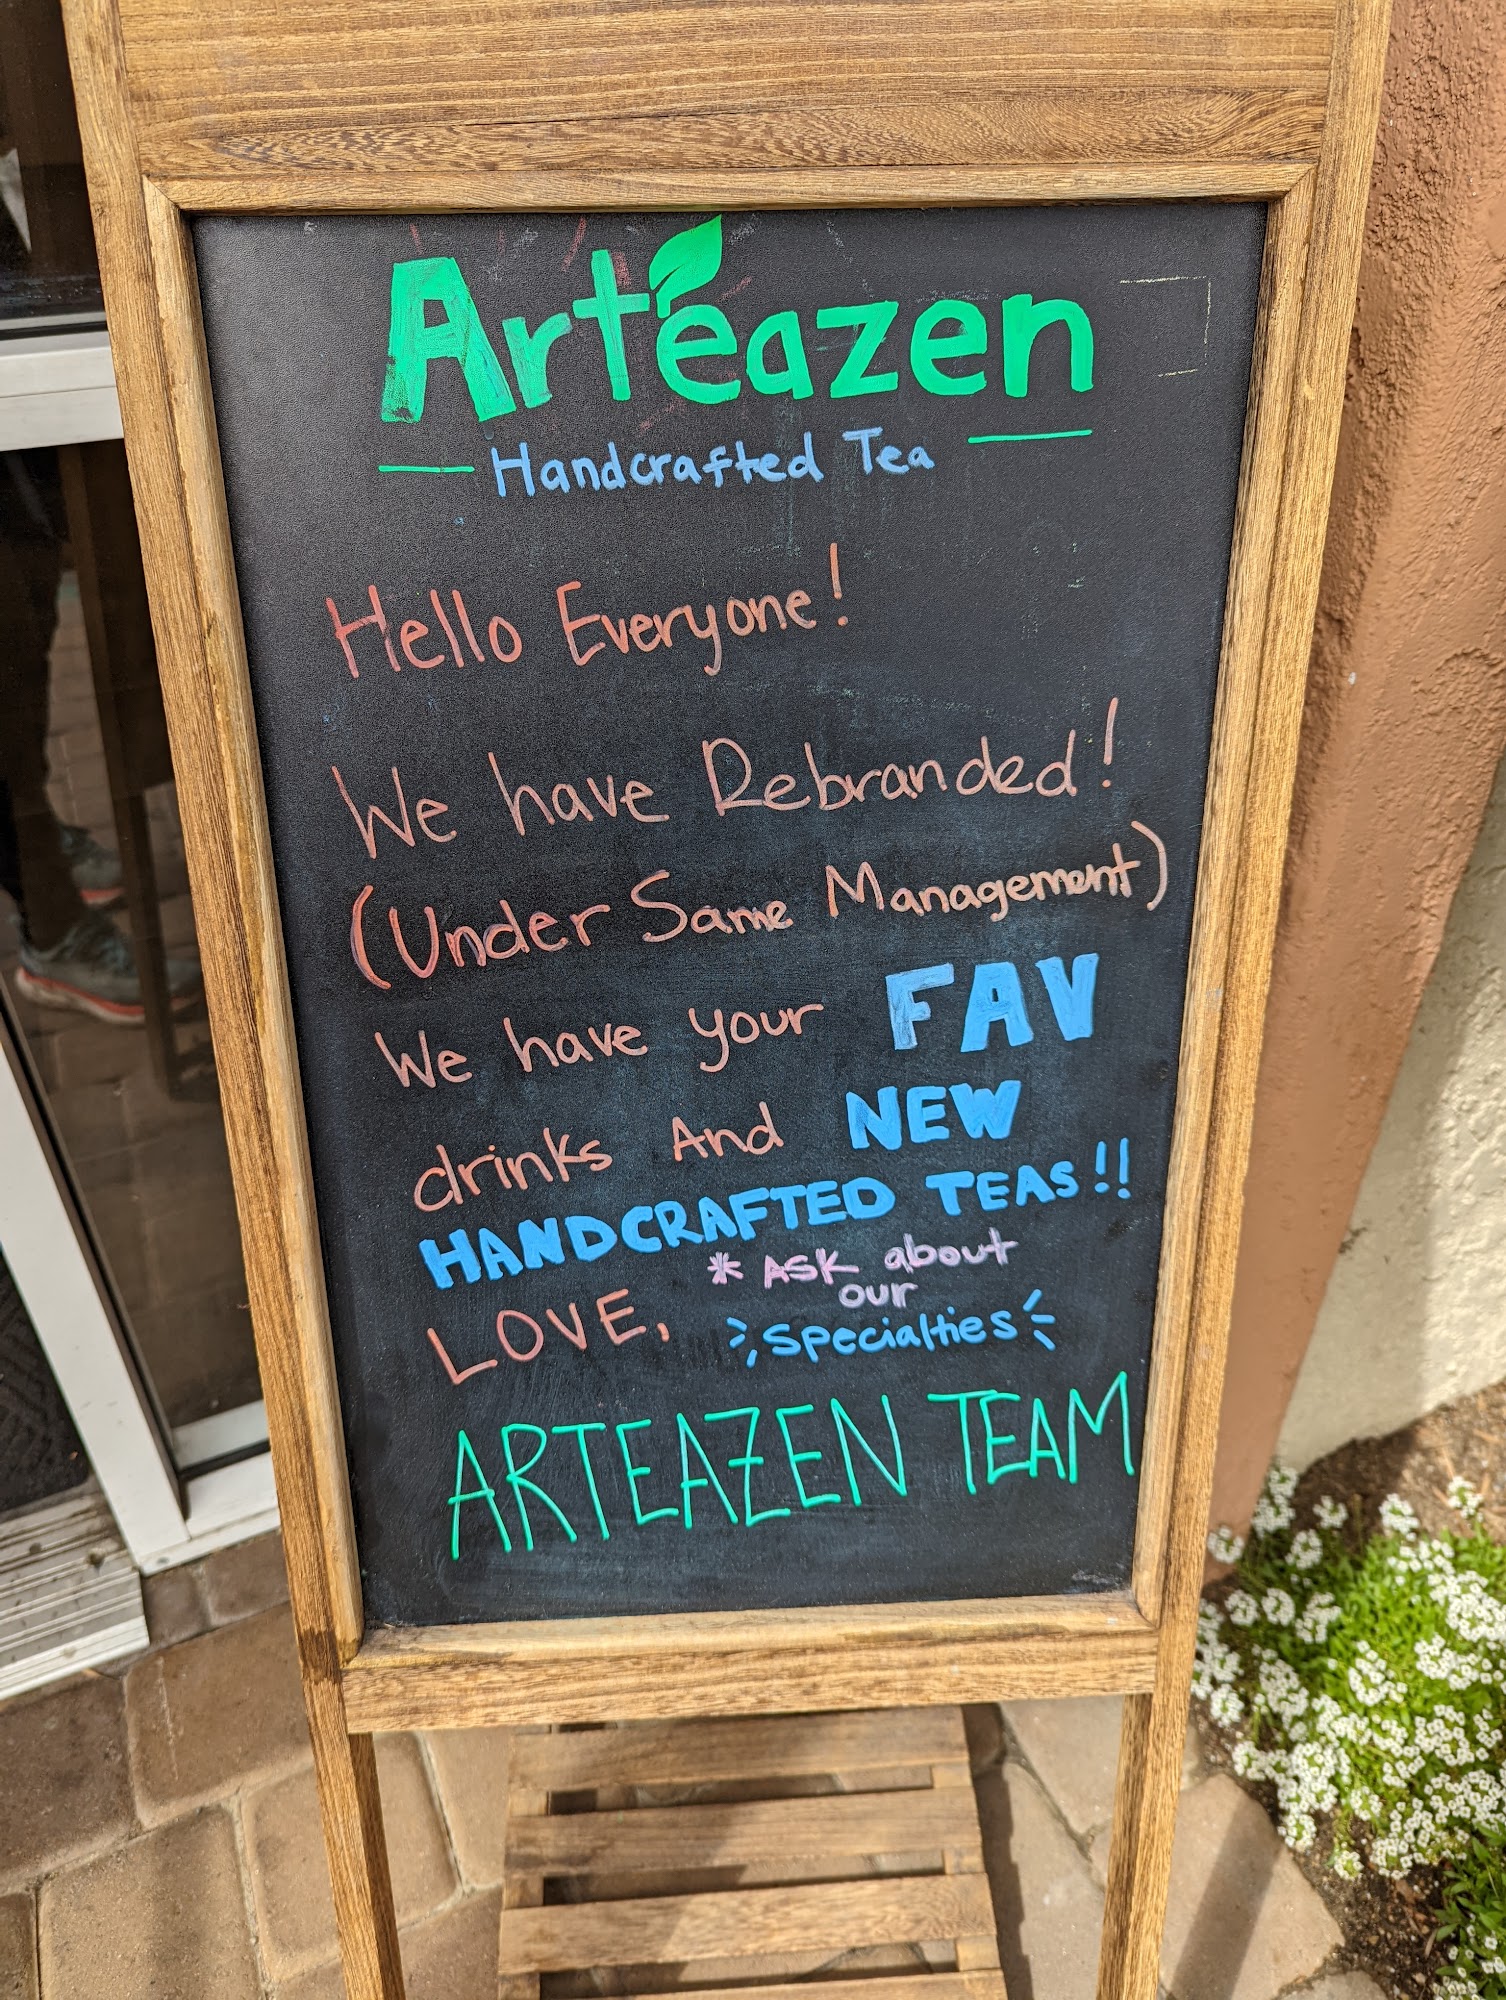 Arteazen
Handcrafted Tea
Hello Everyone!
We have Rebranded!
(Under Same Management)
We have your FAV
drinks And NEW
HANDCRAFTED TEAS!!
LOVE,
* ASK about
our
Specialties
ARTEAZEN TEAM